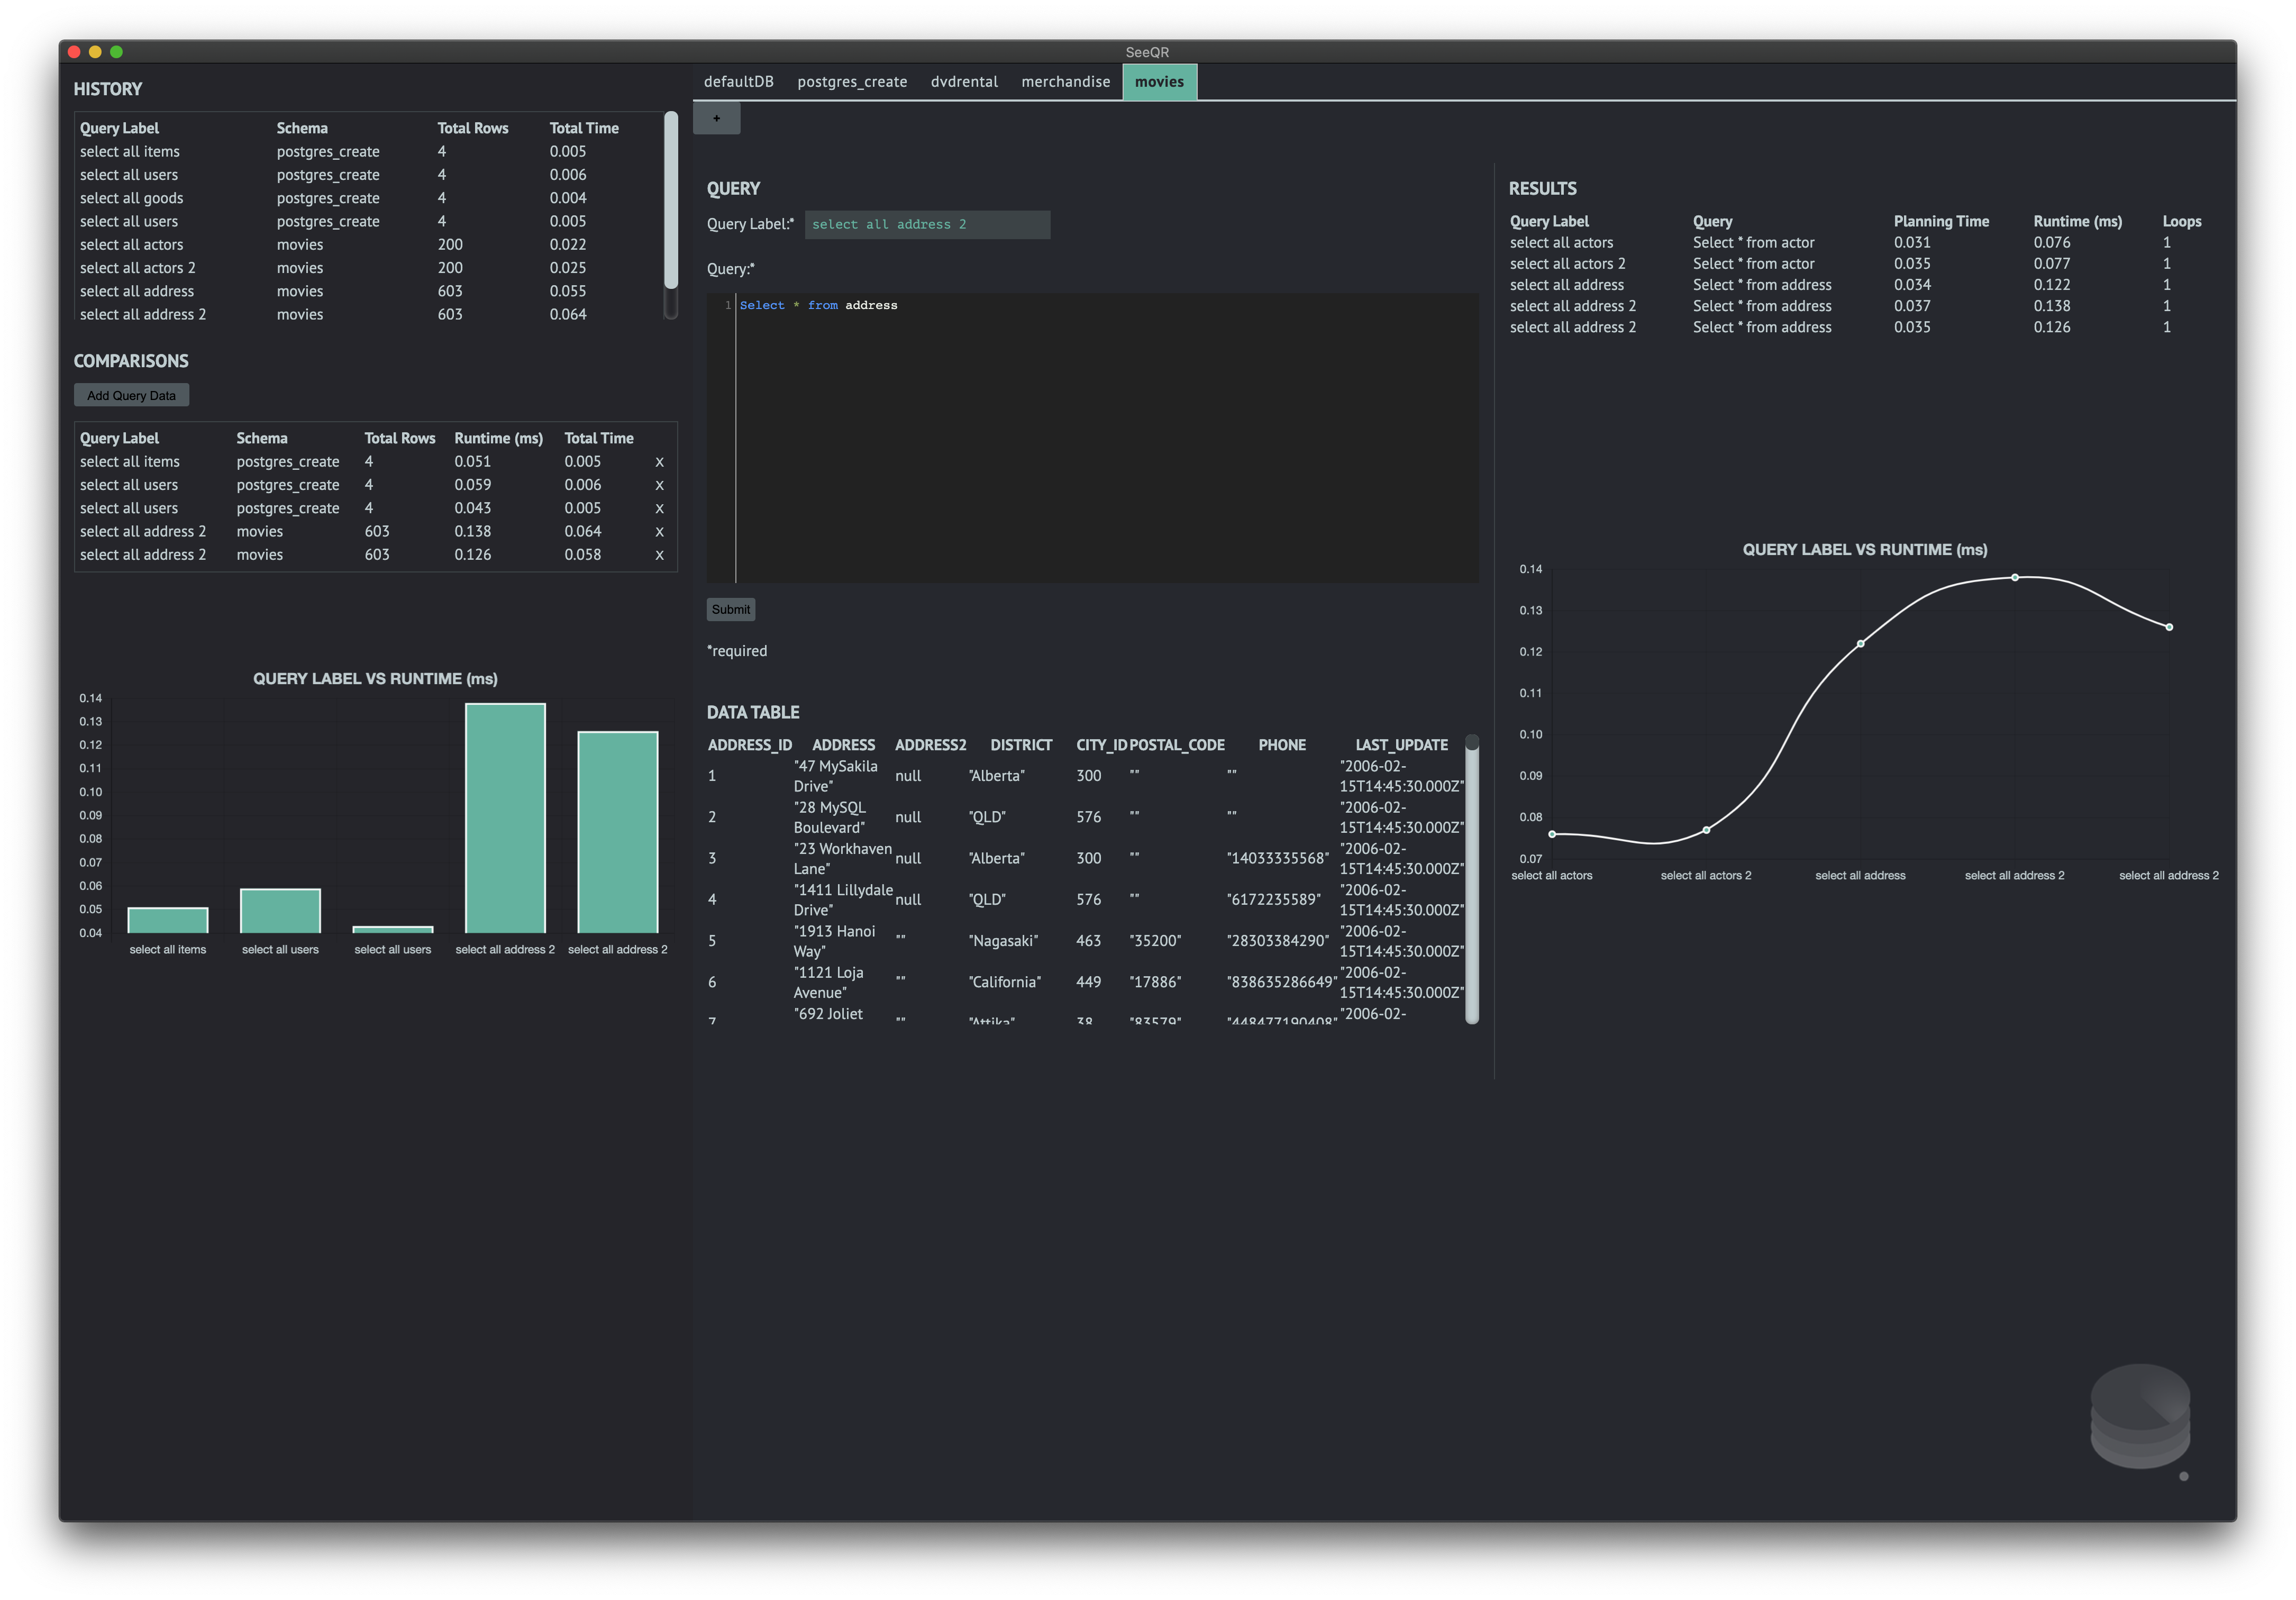 SeeQR
HISTORY
Query Label Schema Total Rows Total Time
select all items postgres_create 4 0.005
select all users postgres_create 4 0.006
select all goods postgres_create 4 0.004
select all users postgres_create 4 0.005
select all actors movies 200 0.022
select all actors 2 movies 200 0.025
select all address movies 603 0.055
select all address 2 movies 603 0.064
COMPARISONS
Add Query Data
Query Label Schema Total Rows Runtime (ms) Total Time
select all items postgres_create 4 0.051 0.005 X
select all users postgres_create 4 0.059 0.006 X
select all users postgres_create 4 0.043 0.005 X
select all address 2 movies 603 0.138 0.064 X
select all address 2 movies 603 0.126 0.058 X
QUERY LABEL VS RUNTIME (ms)
0.14
0.13
0.12
0.11
0.10
0.09
0.08
0.07
0.06
0.05
0.04
select all items select all users select all users select all address 2 select all address 2
defaultDB postgres_create dvdrental merchandise movies
+
QUERY
Query Label:* select all address 2
Query:*
1 Select * from address
Submit
*required
DATA TABLE
ADDRESS_ID ADDRESS ADDRESS2 DISTRICT CITY_ID POSTAL_CODE PHONE LAST_UPDATE
1 "47 MySakila Drive" null "Alberta" 300 "" "" "2006-02-15T14:45:30.000Z"
2 "28 MySQL Boulevard" null "QLD" 576 "" "" "2006-02-15T14:45:30.000Z"
3 "23 Workhaven Lane" null "Alberta" 300 "" "14033335568" "2006-02-15T14:45:30.000Z"
4 "1411 Lillydale Drive" null "QLD" 576 "" "6172235589" "2006-02-15T14:45:30.000Z"
5 "1913 Hanoi Way" "" "Nagasaki" 463 "35200" "28303384290" "2006-02-15T14:45:30.000Z"
6 "1121 Loja Avenue" "" "California" 449 "17886" "838635286649" "2006-02-15T14:45:30.000Z"
7 "692 Joliet "" "Attika" 38 "83579" "448477190408" "2006-02-
RESULTS
Query Label Query Planning Time Runtime (ms) Loops
select all actors Select * from actor 0.031 0.076 1
select all actors 2 Select * from actor 0.035 0.077 1
select all address Select * from address 0.034 0.122 1
select all address 2 Select * from address 0.037 0.138 1
select all address 2 Select * from address 0.035 0.126 1
QUERY LABEL VS RUNTIME (ms)
0.14
0.13
0.12
0.11
0.10
0.09
0.08
0.07
select all actors select all actors 2 select all address select all address 2 select all address 2